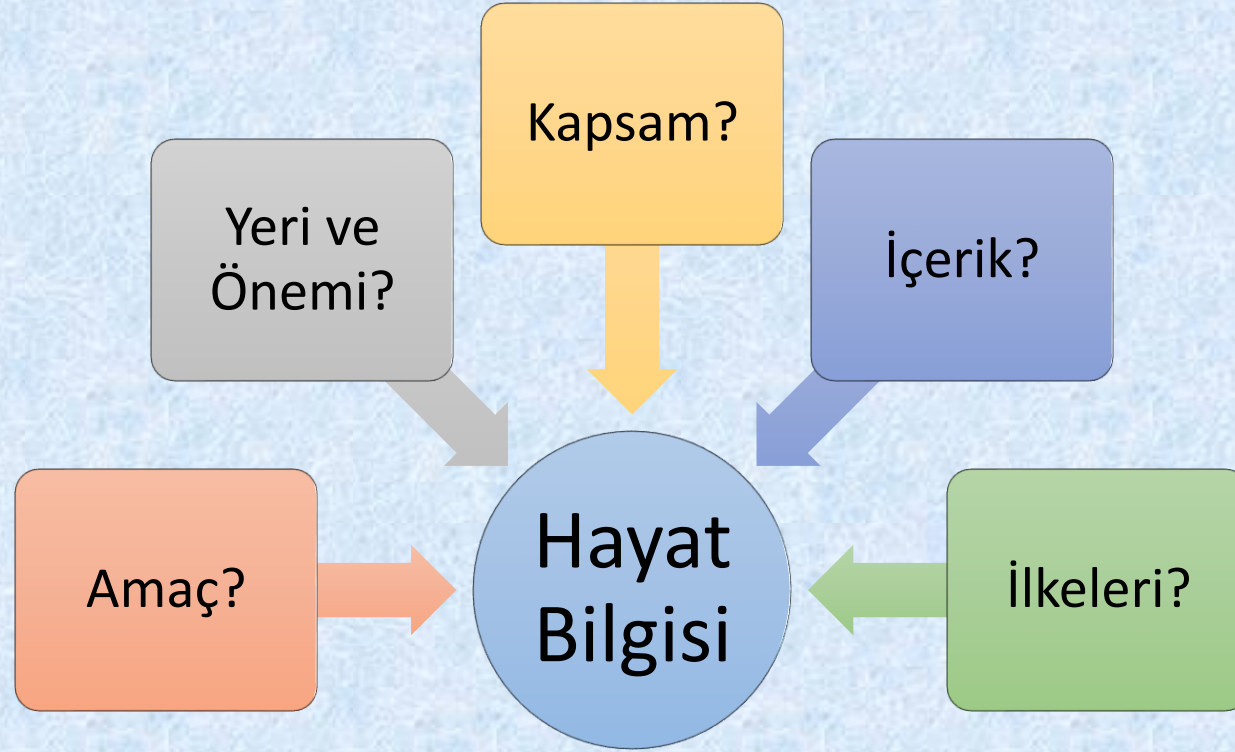 Kapsam?
Yeri ve
Önemi?
İçerik?
Amaç?
Hayat
Bilgisi
İlkeleri?